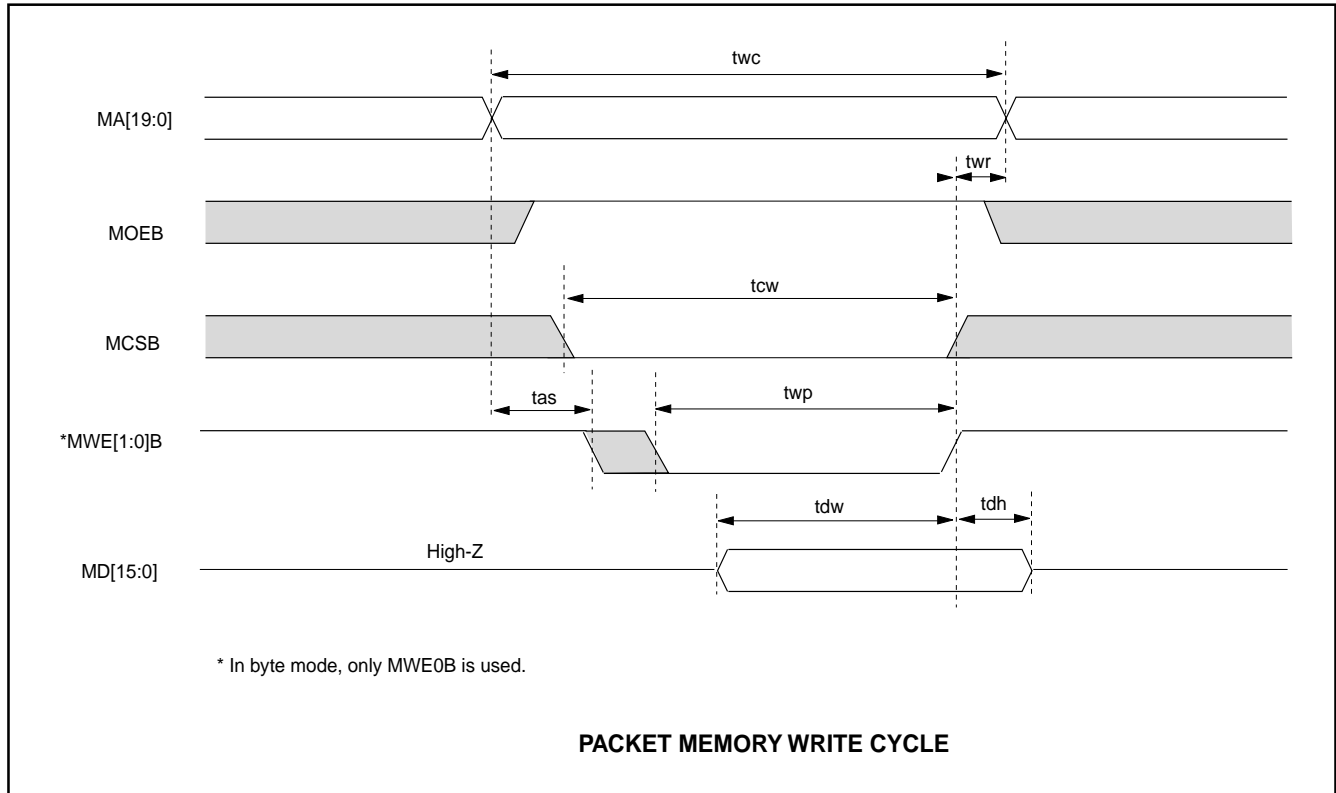 twc
MA[19:0]
twr
MOEB
tcw
MCSB
tas
twp
*MWE[1:0]B
tdw
tdh
High-Z
MD[15:0]
* In byte mode, only MWE0B is used.
PACKET MEMORY WRITE CYCLE